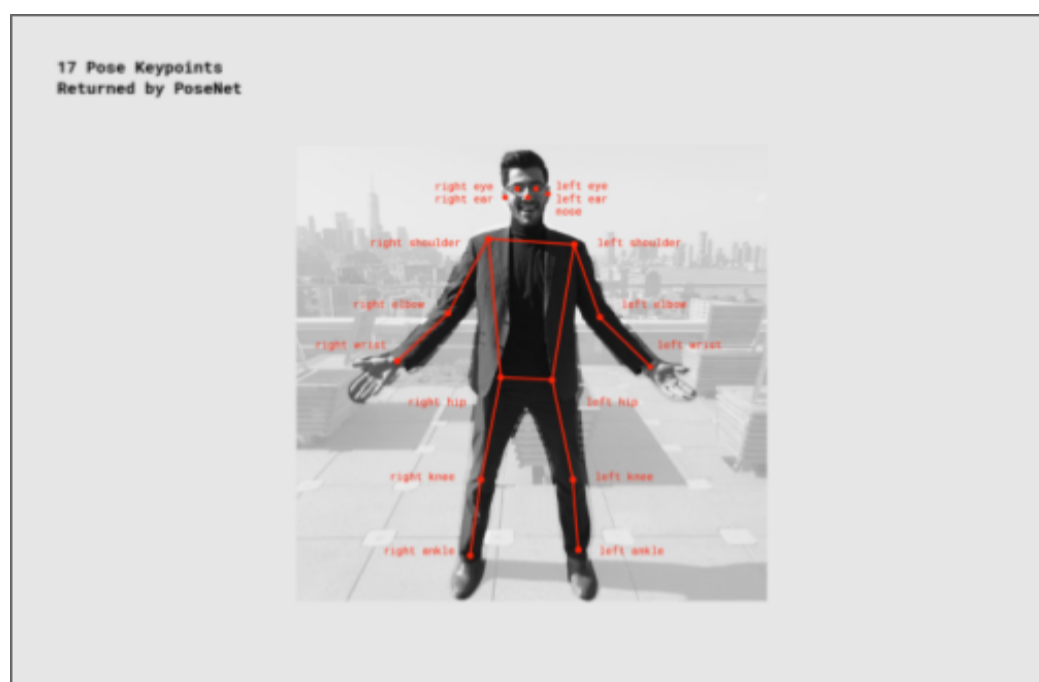 17 Pose Keypoints
Returned by PoseNet
right eye left eye
right ear left ear
nose
right shoulder left shoulder
right elbow left elbow
right wrist left wrist
right hip left hip
right knee left knee
right ankle left ankle